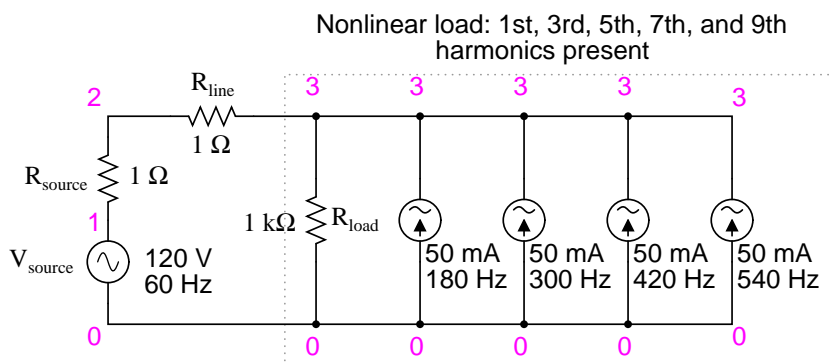 Nonlinear load: 1st, 3rd, 5th, 7th, and 9th
harmonics present
2
Rline
3
3
3
3
3
1 Ω
Rsource
1 Ω
1
1 kΩ
Rload
Vsource
120 V
60 Hz
50 mA
180 Hz
50 mA
300 Hz
50 mA
420 Hz
50 mA
540 Hz
0
0
0
0
0
0